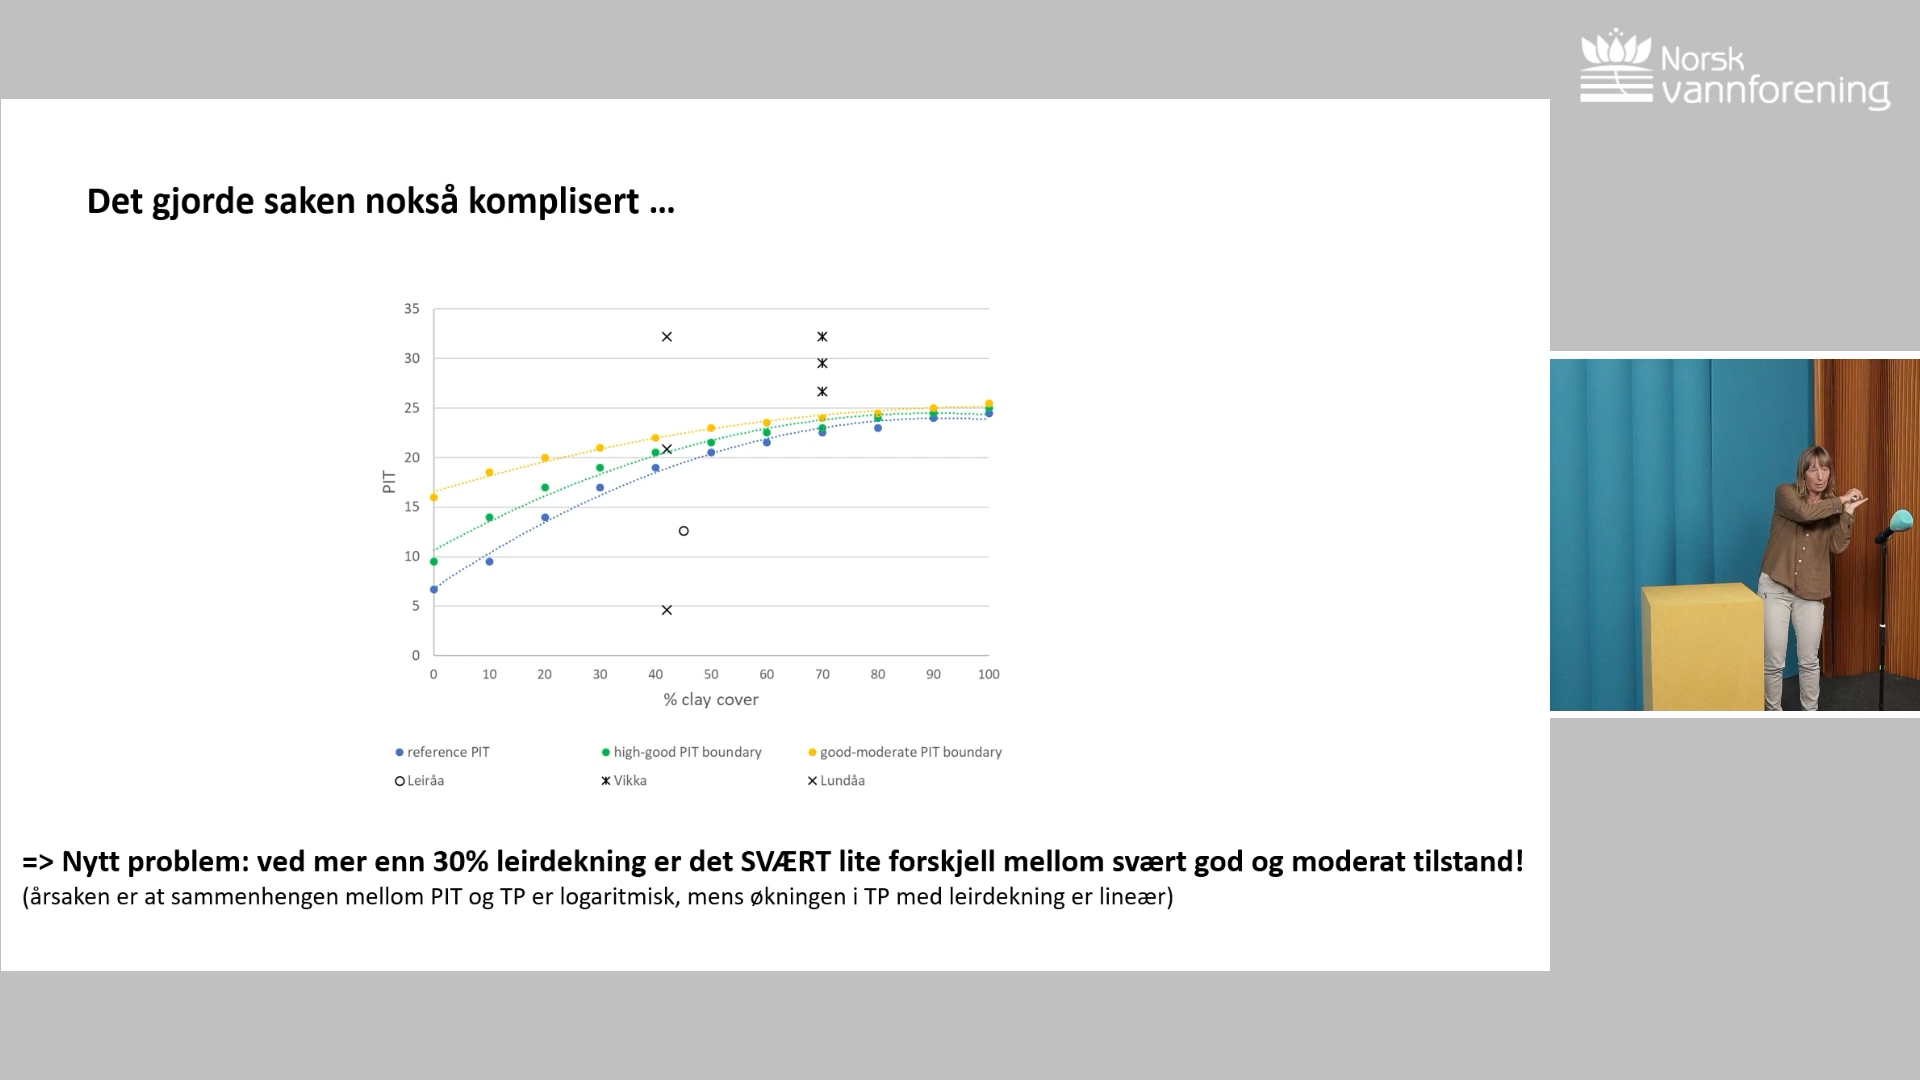 Norsk
vannforening
Det gjorde saken nokså komplisert ...
35
30
25
20
15
10
5
0
PIT
0 10 20 30 40 50 60 70 80 90 100
% clay cover
reference PIT high-good PIT boundary good-moderate PIT boundary
Leiråa Vikka Lundåa
=> Nytt problem: ved mer enn 30% leirdekning er det SVÆRT lite forskjell mellom svært god og moderat tilstand!
(årsaken er at sammenhengen mellom PIT og TP er logaritmisk, mens økningen i TP med leirdekning er lineær)